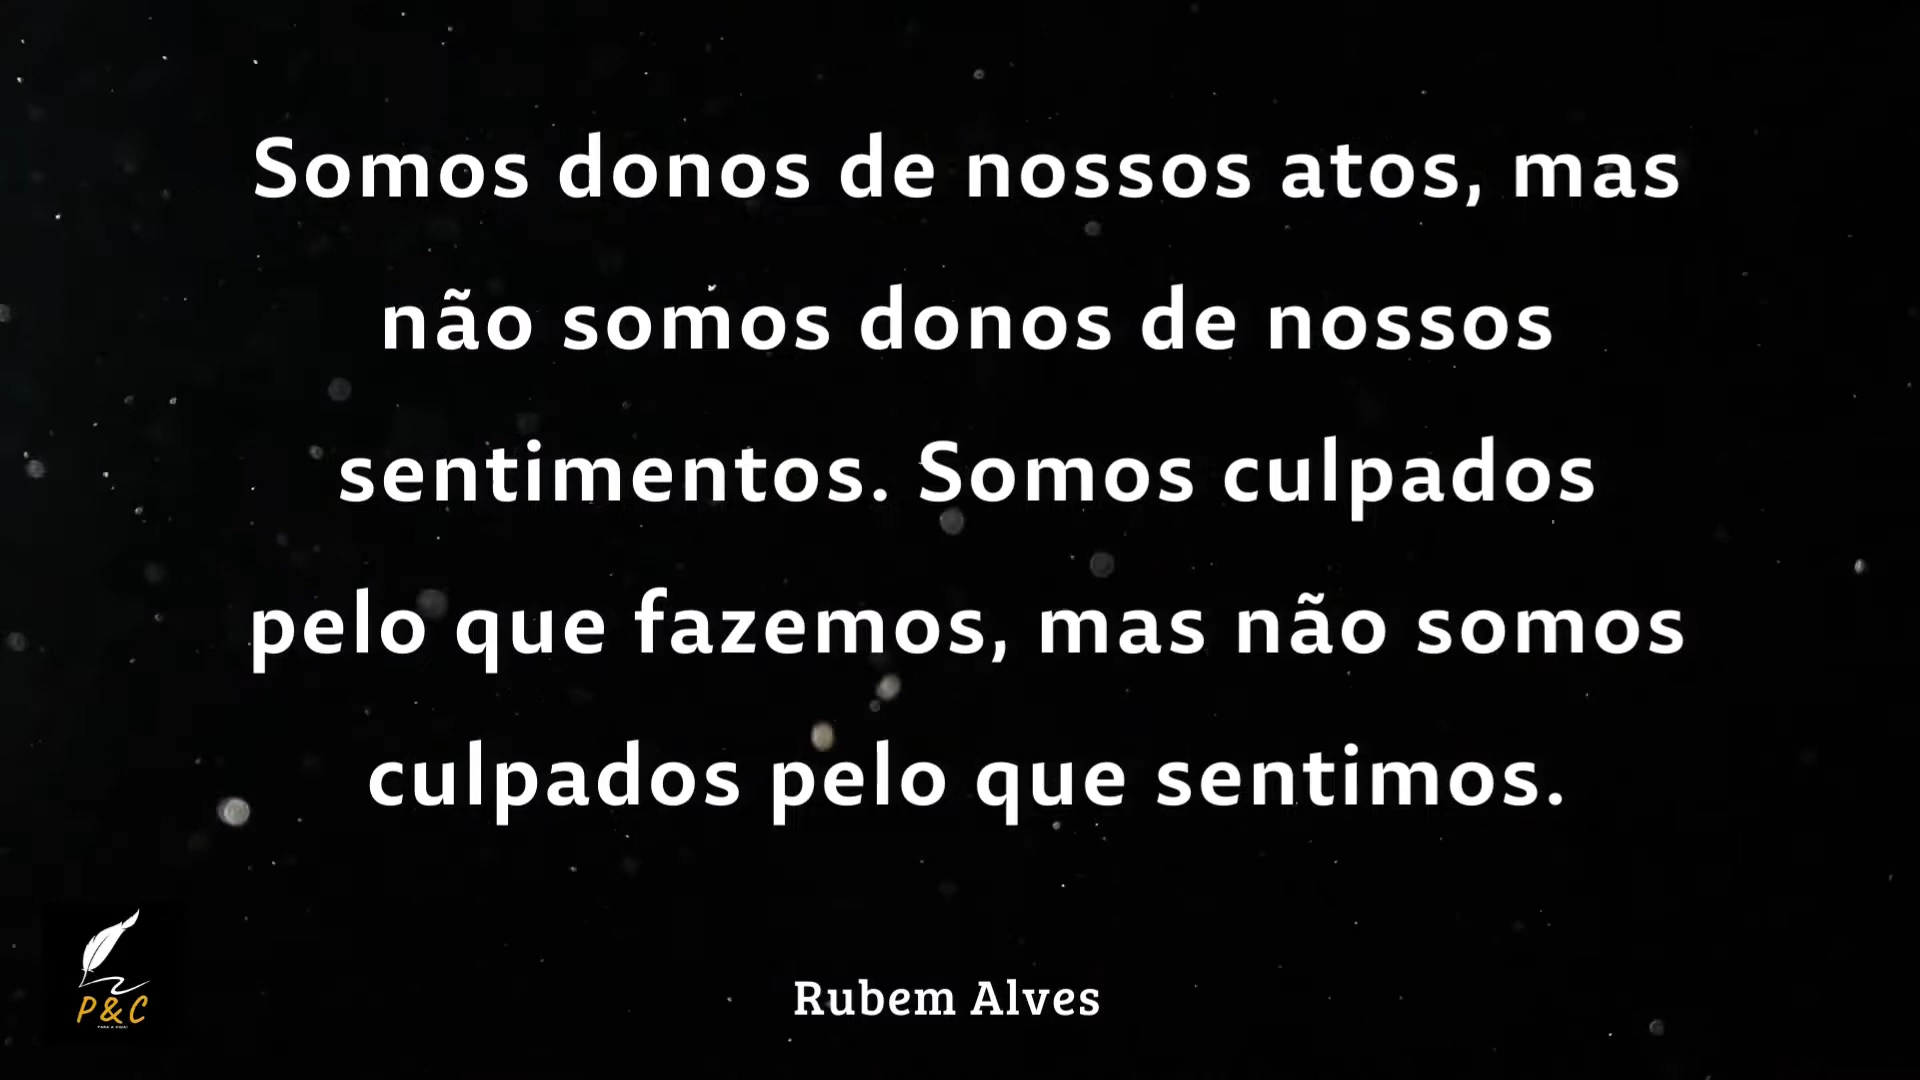 Somos donos de nossos atos, mas
não somos donos de nossos
sentimentos. Somos culpados
pelo que fazemos, mas não somos
culpados pelo que sentimos.
Rubem Alves
P&C